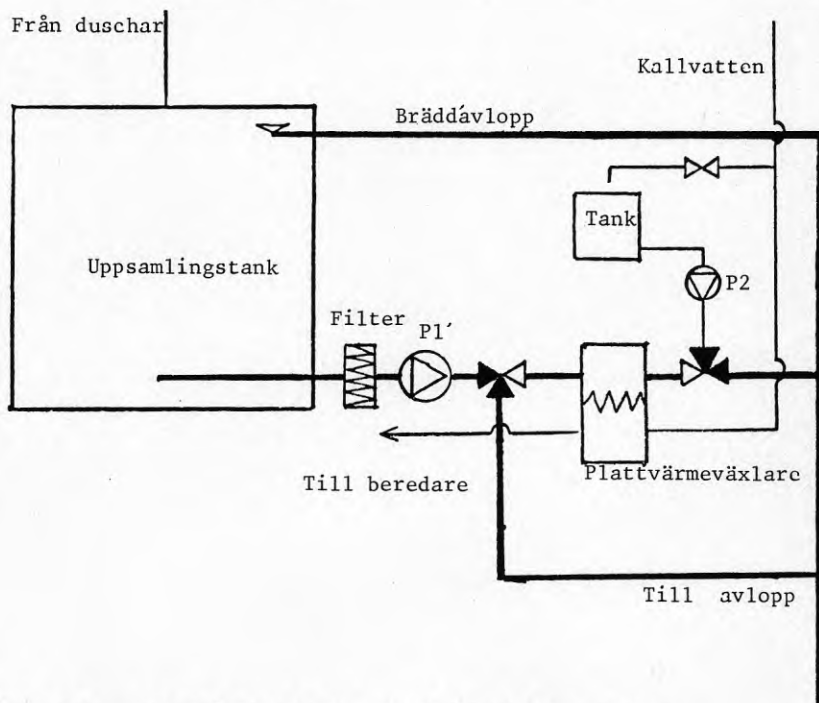 Från duschar
Kallvatten
Bräddavlopp
Tank
Uppsamlingstank
P2
Filter
P1
Till beredare
Plattvärmeväxlare
Till avlopp